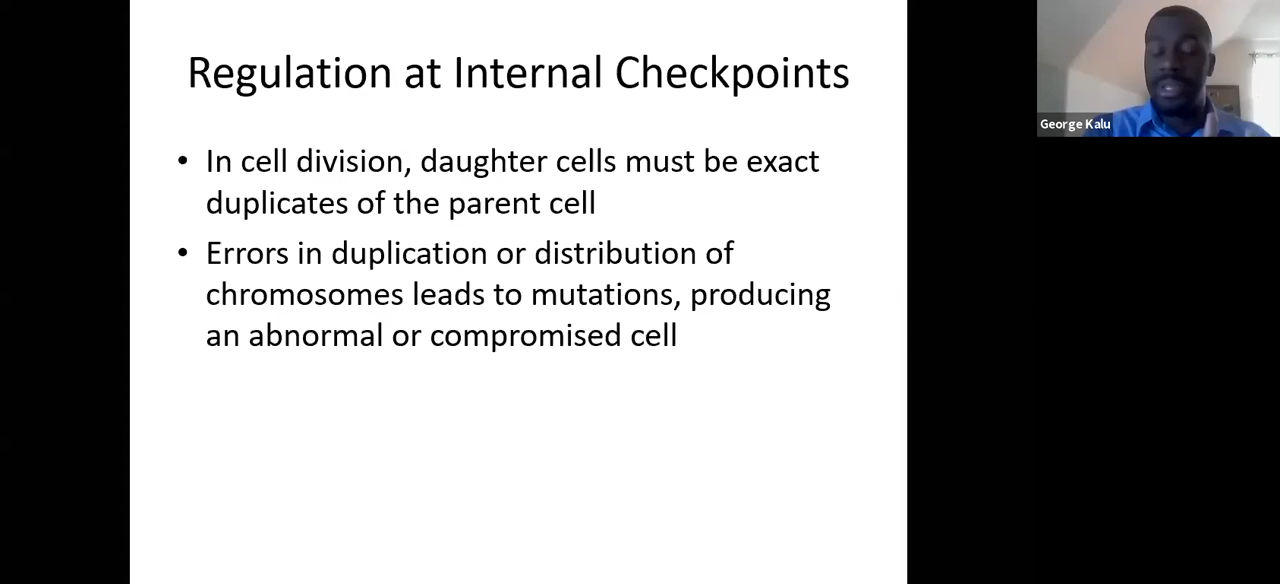 Regulation at Internal Checkpoints
• In cell division, daughter cells must be exact
duplicates of the parent cell
• Errors in duplication or distribution of
chromosomes leads to mutations, producing
an abnormal or compromised cell
George Kalu